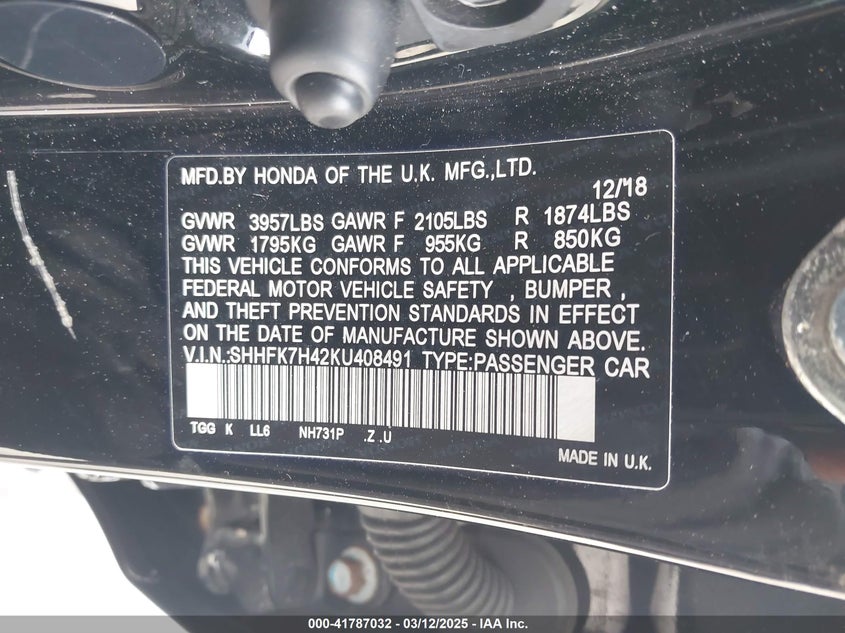 MFD.BY HONDA OF THE U.K. MFG.,LTD.
12/18
GVWR 3957LBS GAWR F 2105LBS R 1874LBS
GVWR 1795KG GAWR F 955KG R 850KG
THIS VEHICLE CONFORMS TO ALL APPLICABLE
FEDERAL MOTOR VEHICLE SAFETY , BUMPER ,
AND THEFT PREVENTION STANDARDS IN EFFECT
ON THE DATE OF MANUFACTURE SHOWN ABOVE.
V.I.N.:SHHFK7H42KU408491 TYPE:PASSENGER CAR
TGG K LL6 NH731P .Z .U
MADE IN U.K.
000-41787032 - 03/12/2025 - IAA Inc.